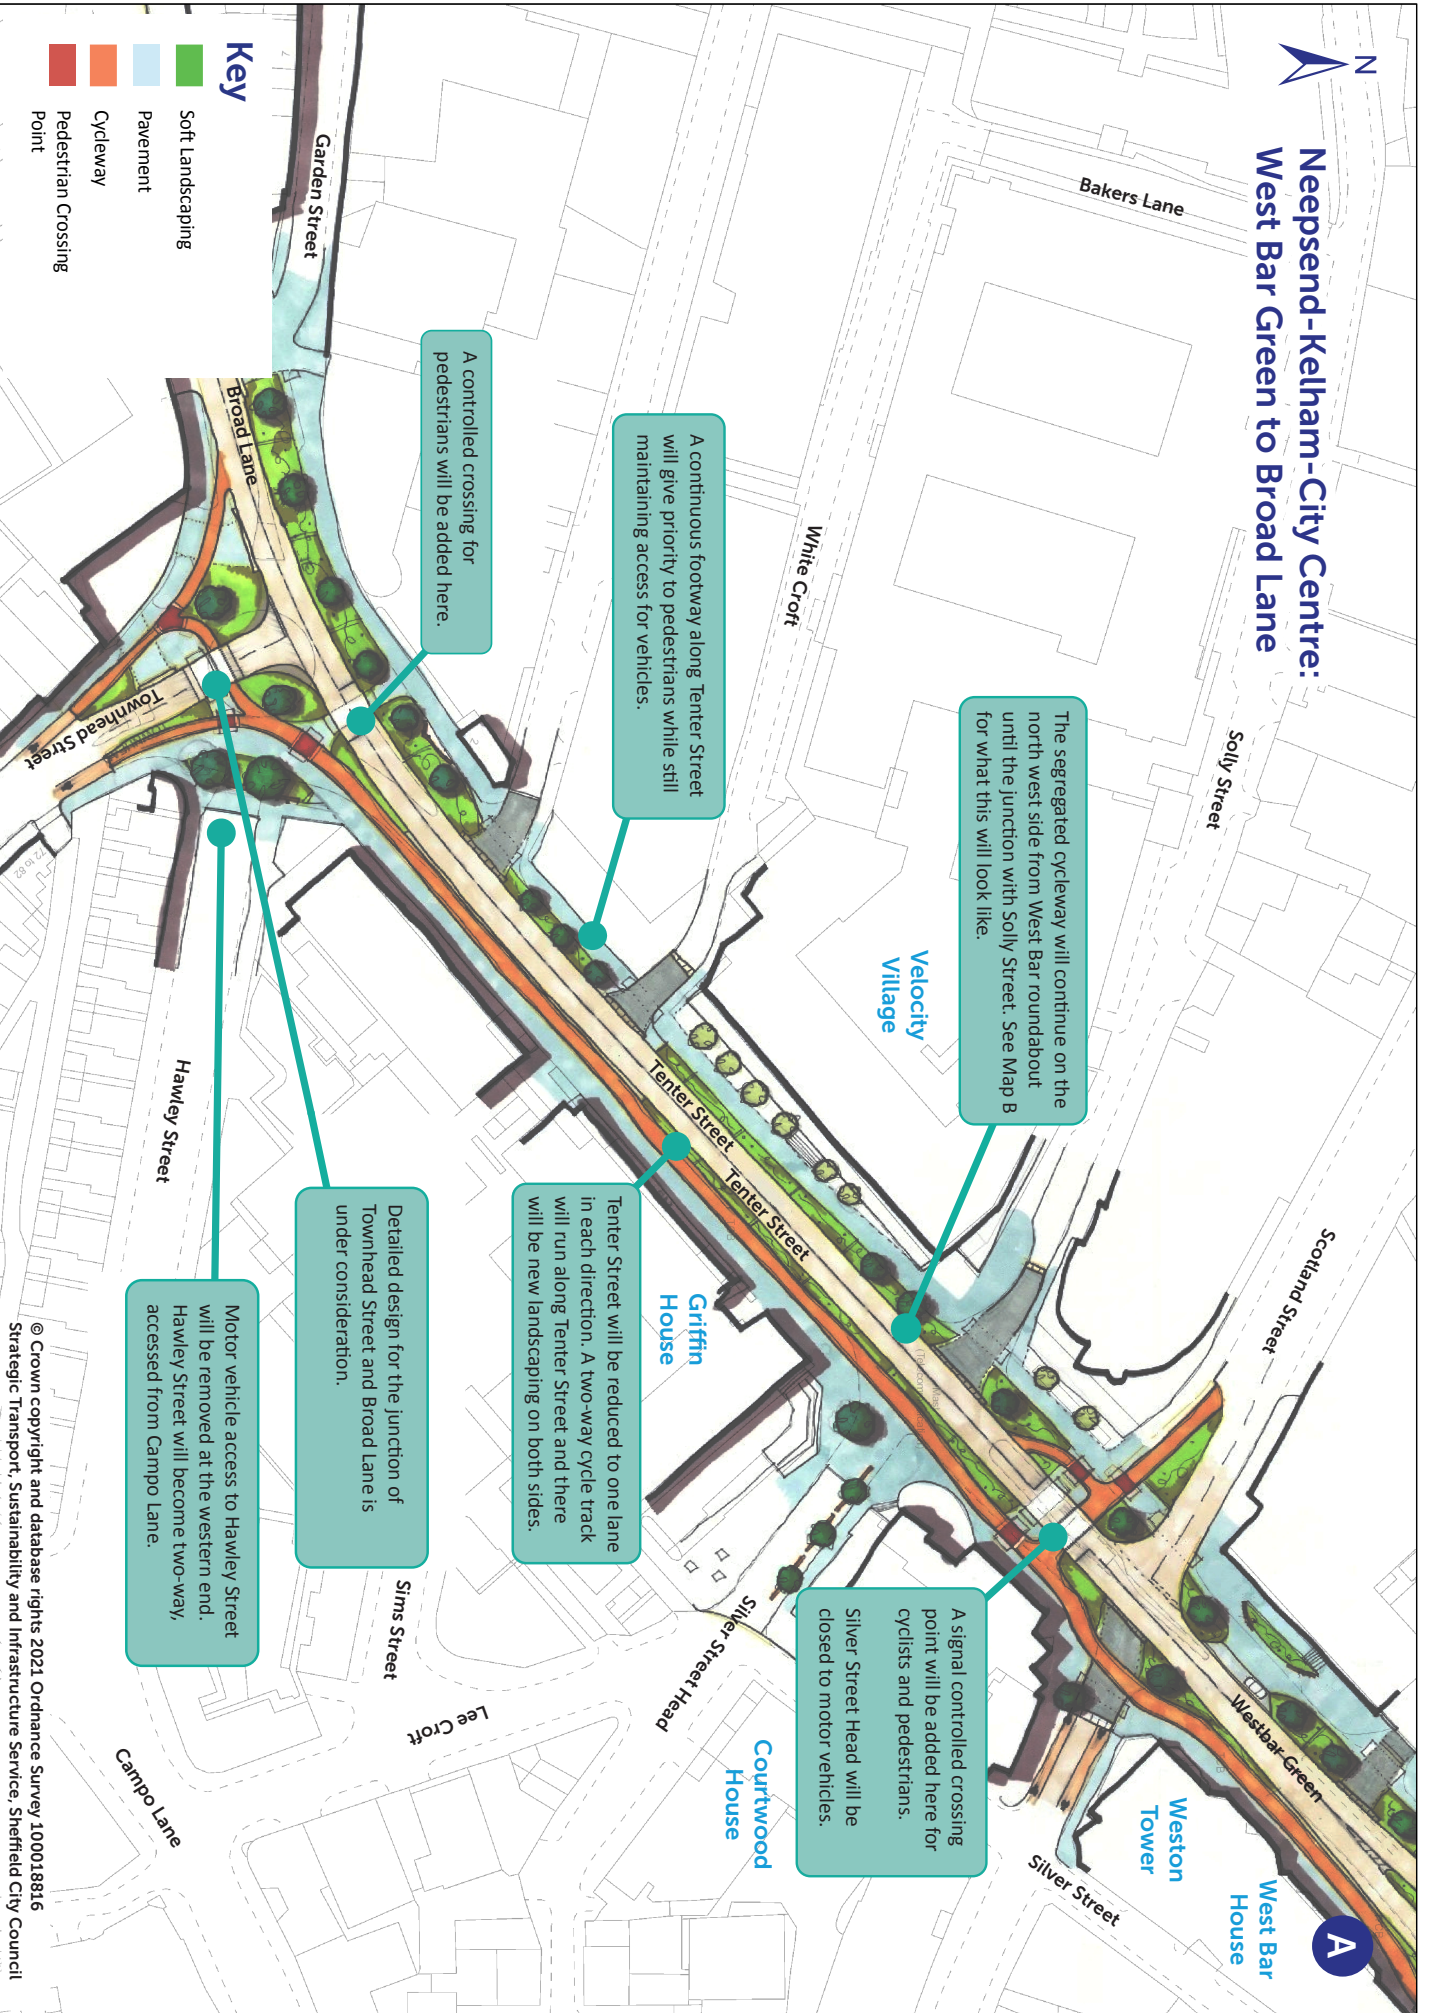 N
Neepsend-Kelham-City Centre:
West Bar Green to Broad Lane
A
Bakers Lane
Solly Street
Scotland Street
White Croft
Garden Street
Broad Lane
Townhead Street
72 to 82
Hawley Street
Tenter Street
Tenter Street
Westbar Green
Sims Street
Lee Croft
Campo Lane
Silver Street Head
Silver Street
Velocity
Village
Griffin
House
Courtwood
House
Weston
Tower
West Bar
House
The segregated cycleway will continue on the
north west side from West Bar roundabout
until the junction with Solly Street. See Map B
for what this will look like.
A continuous footway along Tenter Street
will give priority to pedestrians while still
maintaining access for vehicles.
A controlled crossing for
pedestrians will be added here.
A signal controlled crossing
point will be added here for
cyclists and pedestrians.
Silver Street Head will be
closed to motor vehicles.
Tenter Street will be reduced to one lane
in each direction. A two-way cycle track
will run along Tenter Street and there
will be new landscaping on both sides.
Detailed design for the junction of
Townhead Street and Broad Lane is
under consideration.
Motor vehicle access to Hawley Street
will be removed at the western end.
Hawley Street will become two-way,
accessed from Campo Lane.
Key
Soft Landscaping
Pavement
Cycleway
Pedestrian Crossing
Point
© Crown copyright and database rights 2021 Ordnance Survey 100018816
Strategic Transport, Sustainability and Infrastructure Service, Sheffield City Council